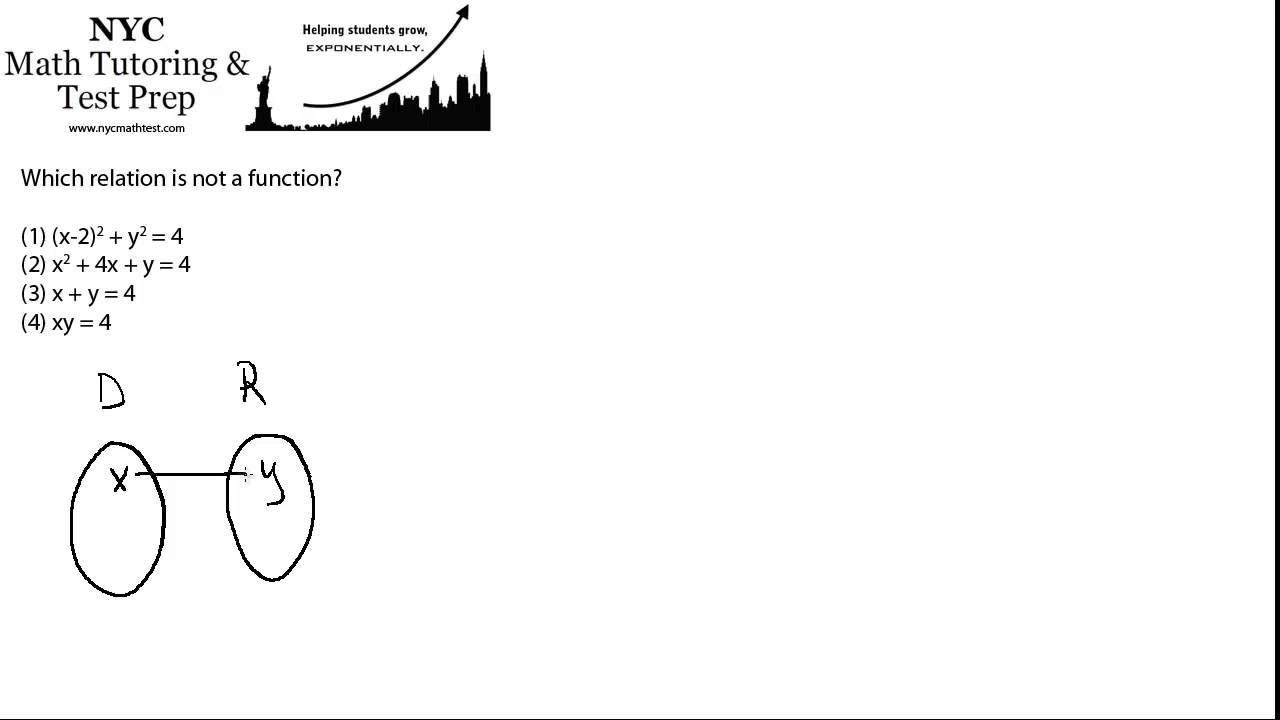 NYC
Math Tutoring &
Test Prep
www.nycmathtest.com
Helping students grow,
EXPONENTIALLY.
Which relation is not a function?
(1) (x-2)² + y² = 4
(2) x² + 4x + y = 4
(3) x + y = 4
(4) xy = 4
D R
x y